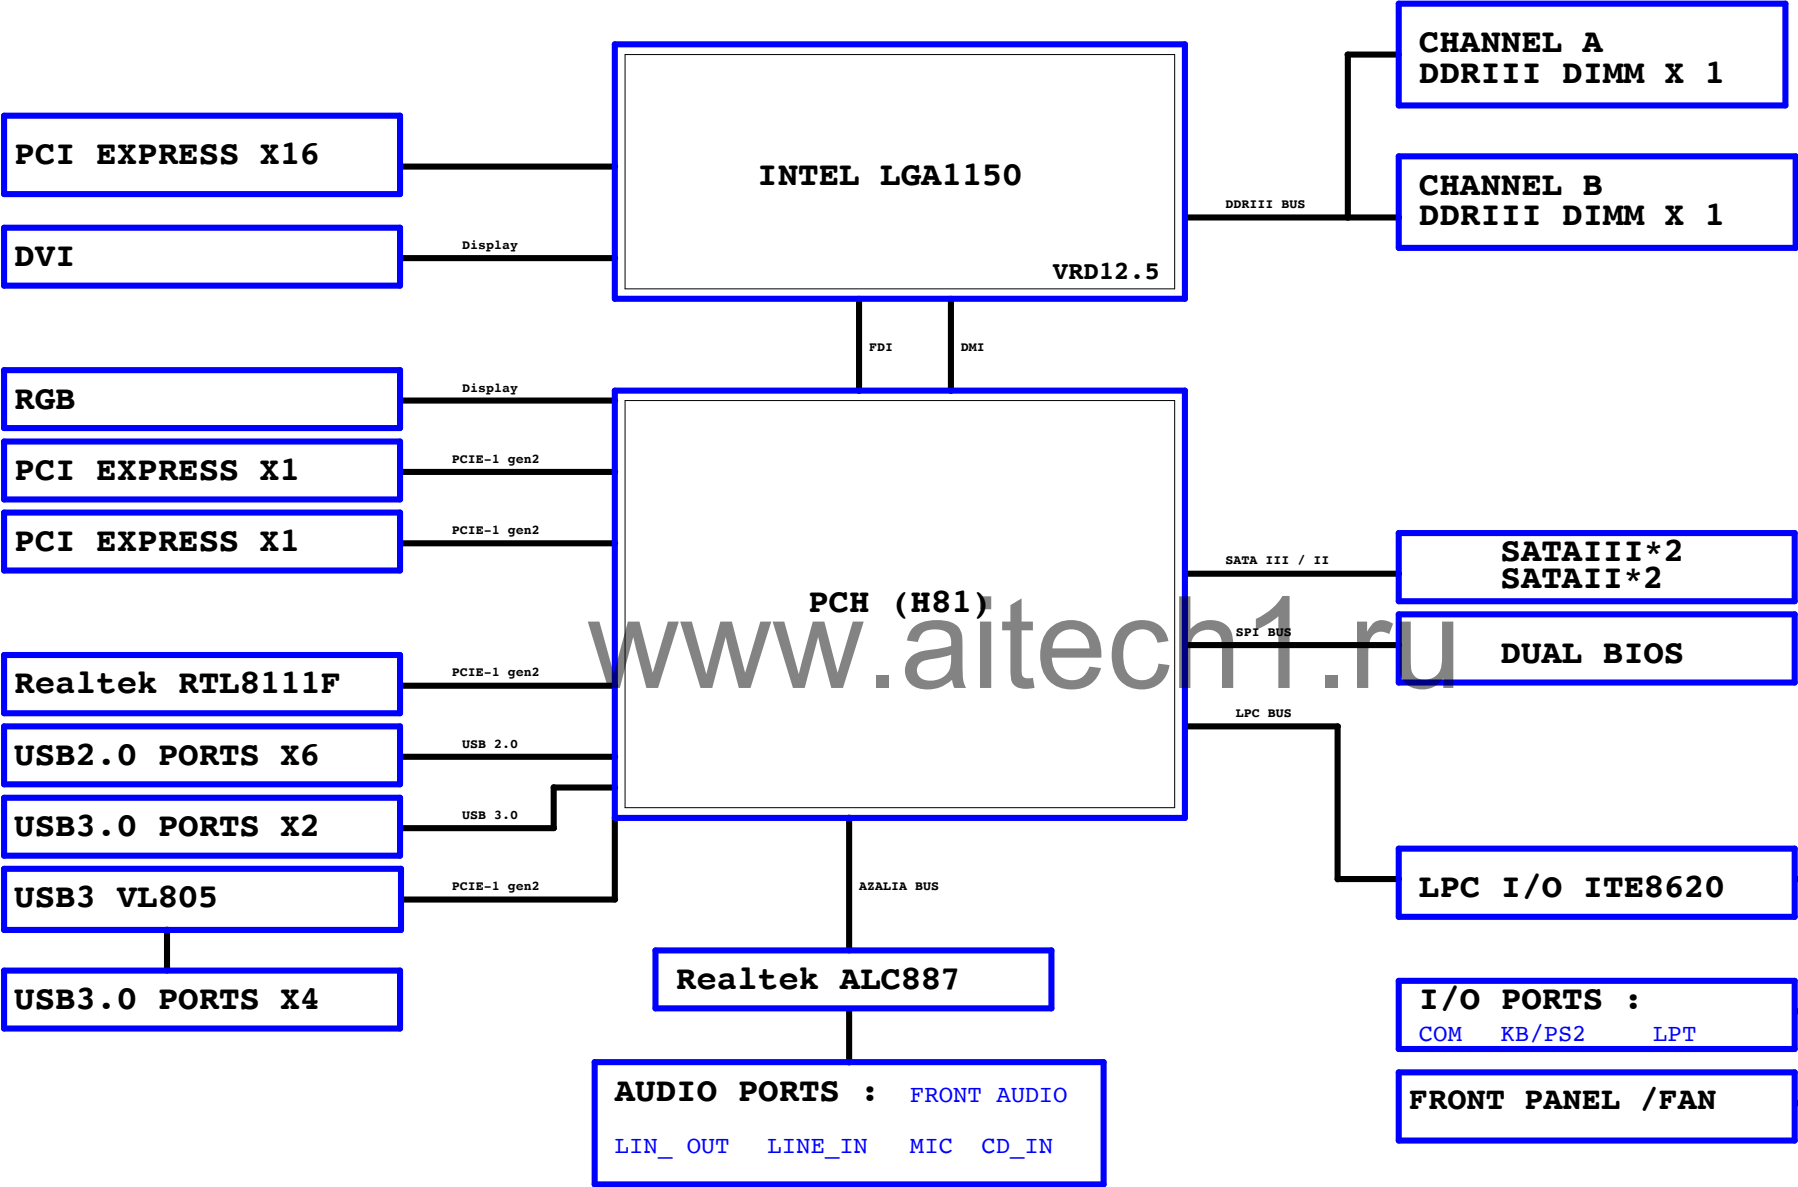 CHANNEL A
DDRIII DIMM X 1
PCI EXPRESS X16
INTEL LGA1150
CHANNEL B
DDRIII DIMM X 1
DDRIII BUS
DVI
Display
VRD12.5
FDI
DMI
RGB
Display
PCI EXPRESS X1
PCIE-1 gen2
PCI EXPRESS X1
PCIE-1 gen2
SATA III / II
SATAIII*2
SATAII*2
PCH (H81)
www.aitech1.ru
SPI BUS
DUAL BIOS
Realtek RTL8111F
PCIE-1 gen2
LPC BUS
USB2.0 PORTS X6
USB 2.0
USB3.0 PORTS X2
USB 3.0
USB3 VL805
PCIE-1 gen2
AZALIA BUS
LPC I/O ITE8620
USB3.0 PORTS X4
Realtek ALC887
I/O PORTS :
COM KB/PS2 LPT
AUDIO PORTS : FRONT AUDIO
LIN_ OUT LINE_IN MIC CD_IN
FRONT PANEL /FAN